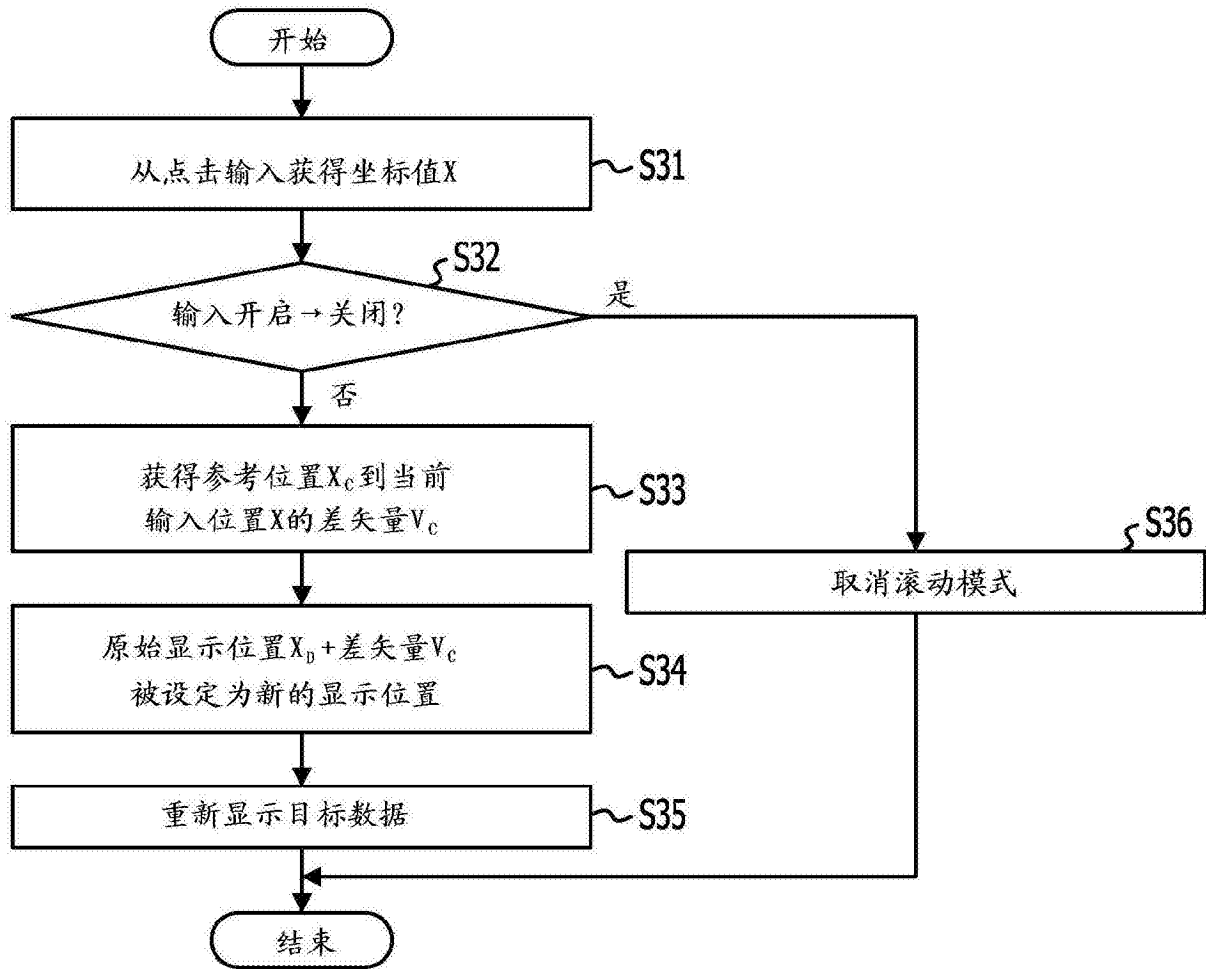 开始
从点击输入获得坐标值X
S31
S32
输入开启→关闭？
是
否
获得参考位置X_C到当前
输入位置X的差矢量V_C
S33
S36
取消滚动模式
原始显示位置X_D+差矢量V_C
被设定为新的显示位置
S34
重新显示目标数据
S35
结束